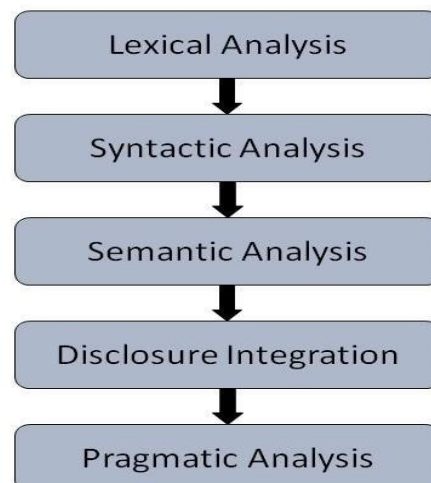 Lexical Analysis
Syntactic Analysis
Semantic Analysis
Disclosure Integration
Pragmatic Analysis